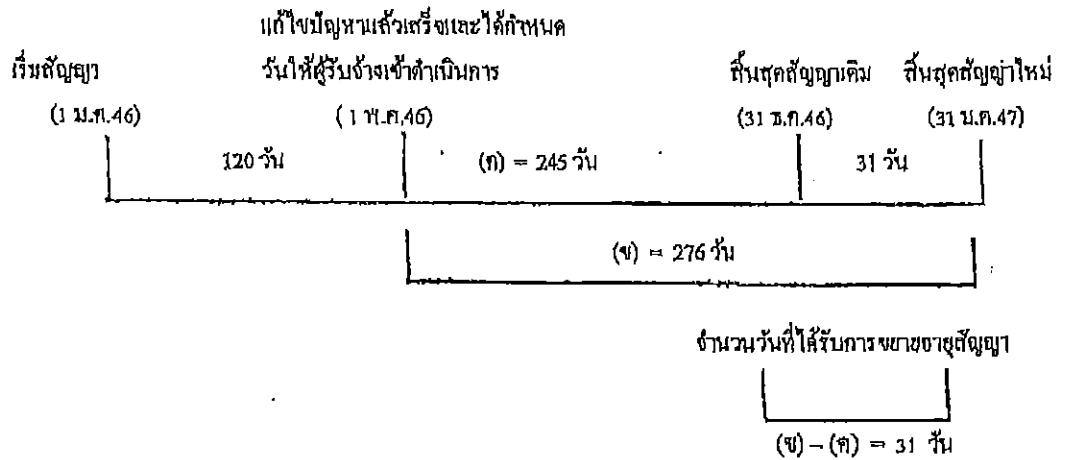 แก้ไขปัญหาแล้วเสร็จและได้กำหนด
เริ่มสัญญา วันให้ผู้รับจ้างเข้าดำเนินการ สิ้นสุดสัญญาเดิม สิ้นสุดสัญญาใหม่
(1 ม.ค.46) (1 พ.ค.46) (31 ธ.ค.46) (31 ม.ค.47)
120 วัน (ค) = 245 วัน 31 วัน
(ข) = 276 วัน
จำนวนวันที่ได้รับการขยายอายุสัญญา
(ข) – (ค) = 31 วัน